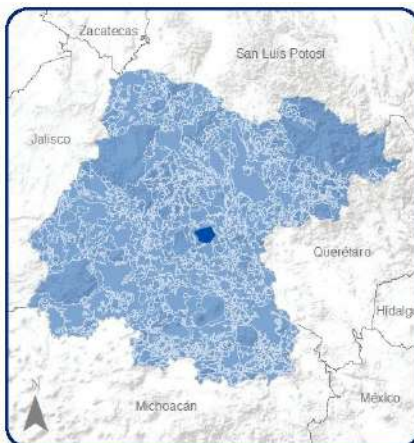 Zacatecas
San Luis Potosí
Jalisco
Querétaro
Hidalg
México
Michoacán
N